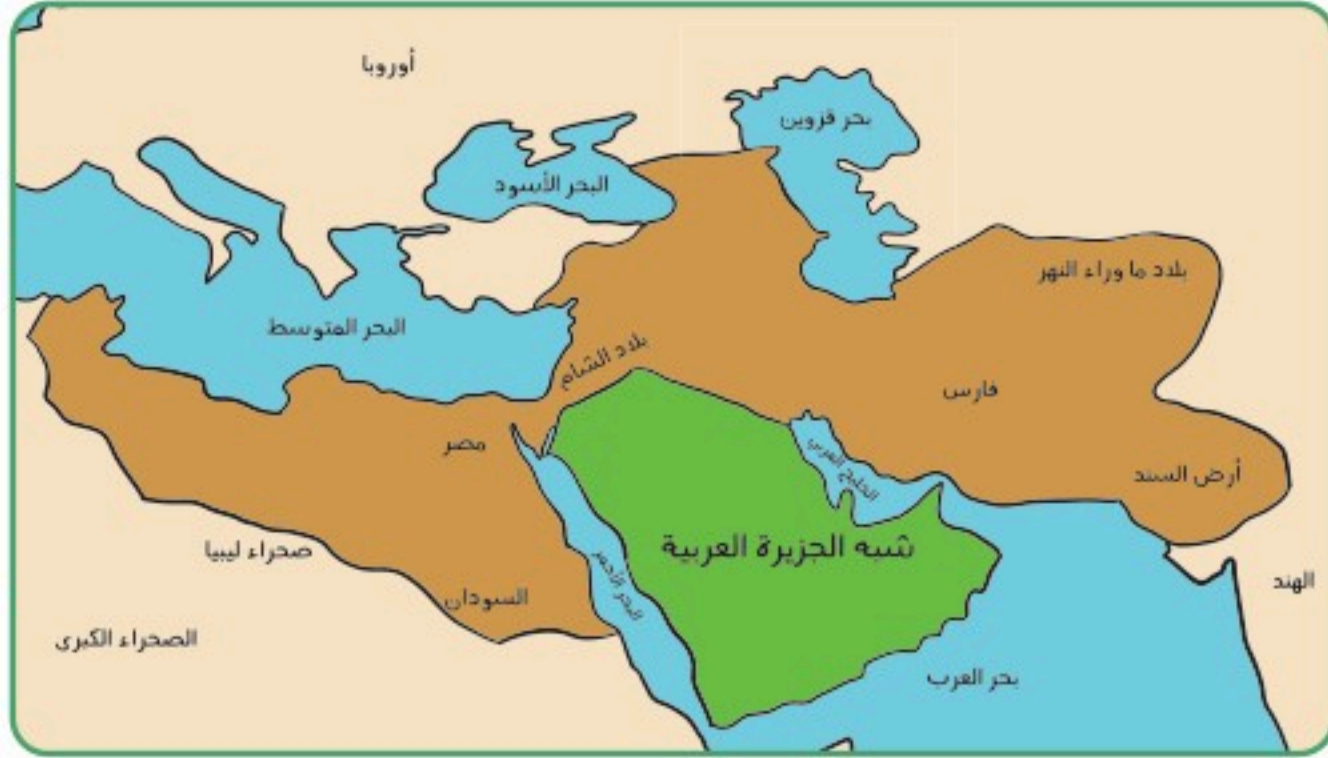 أوروبا
بحر قزوين
البحر الأسود
بلاد ما وراء النهر
البحر المتوسط
بلاد الشام
فارس
مصر
الخليج العربي
أرض السند
صحراء ليبيا
شبه الجزيرة العربية
الهند
البحر الأحمر
السودان
الصحراء الكبرى
بحر العرب